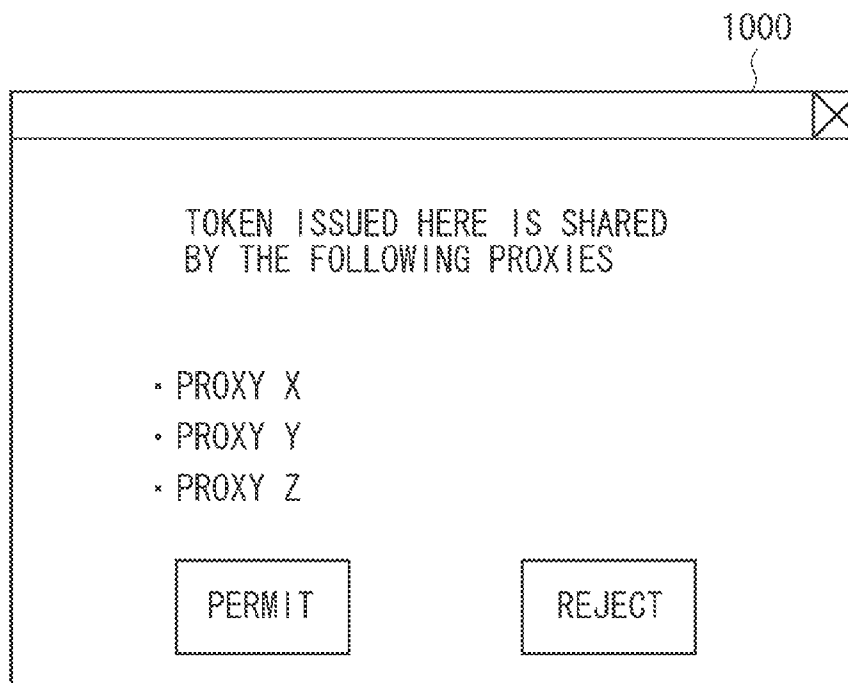 1000
TOKEN ISSUED HERE IS SHARED
BY THE FOLLOWING PROXIES
· PROXY X
· PROXY Y
· PROXY Z
PERMIT
REJECT